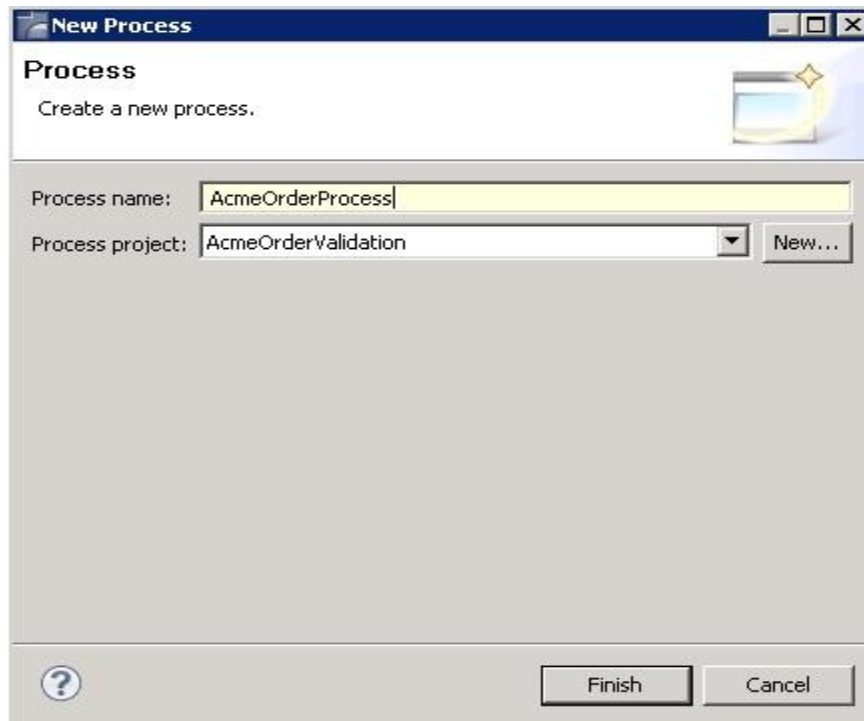 New Process
Process
Create a new process.
Process name: AcmeOrderProcess
Process project: AcmeOrderValidation New...
? Finish Cancel